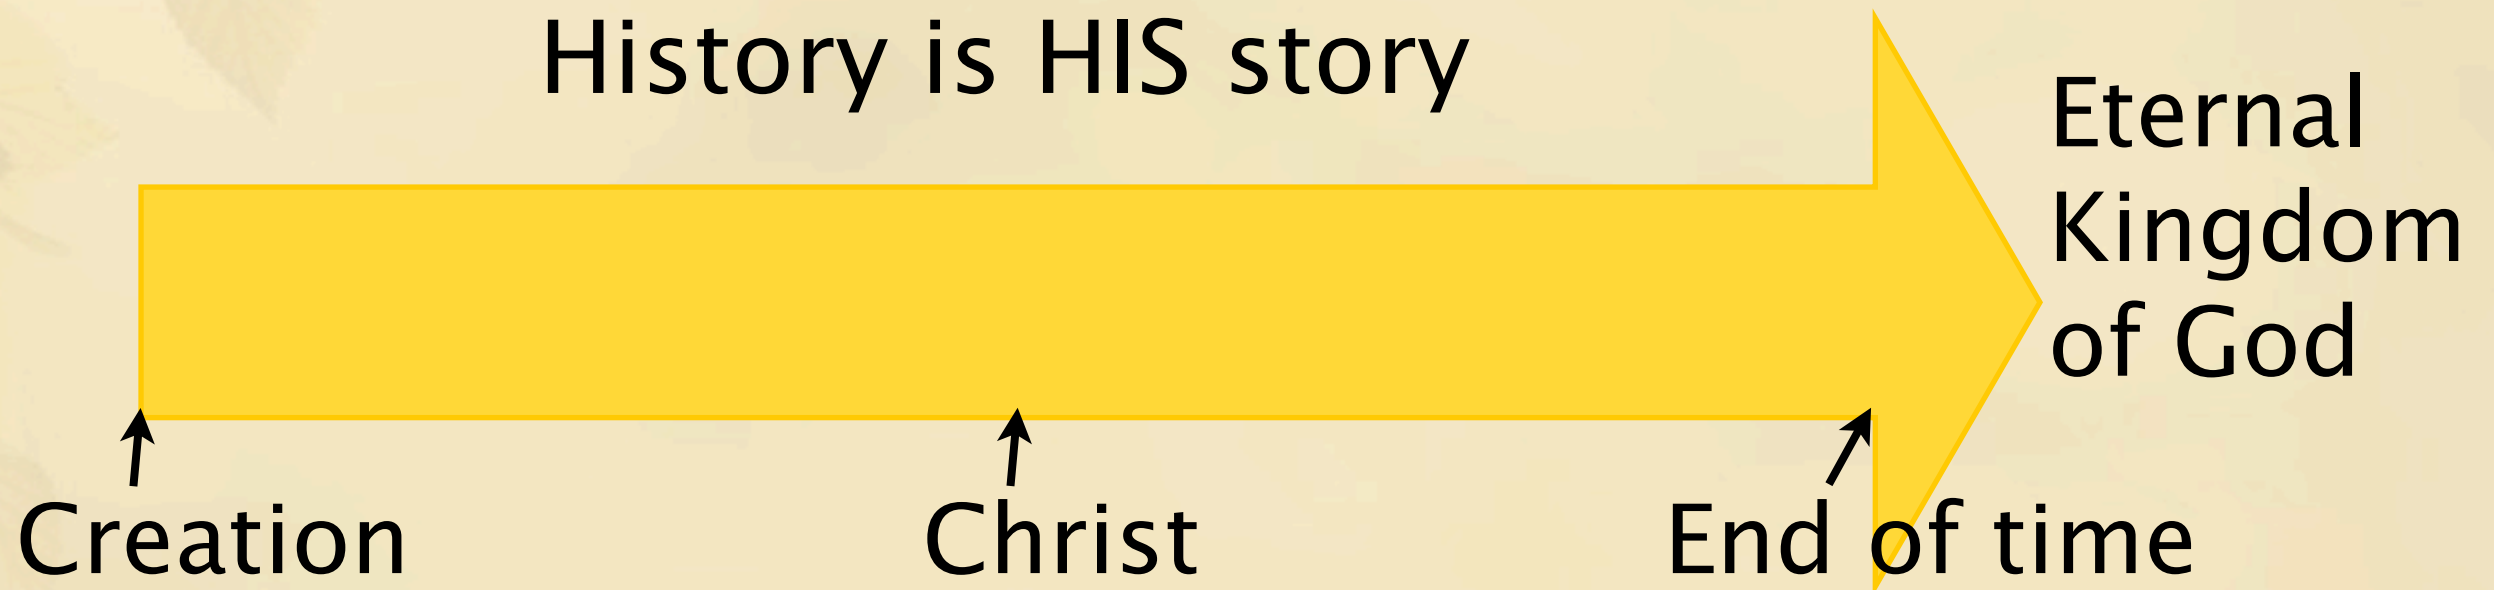 History is HIS story
Eternal
Kingdom
of God
Creation
Christ
End of time